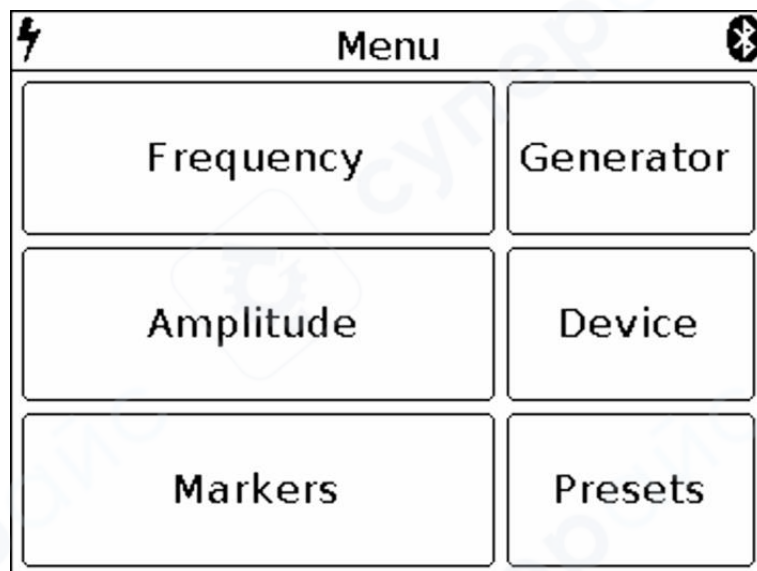 Menu
Frequency
Generator
Amplitude
Device
Markers
Presets